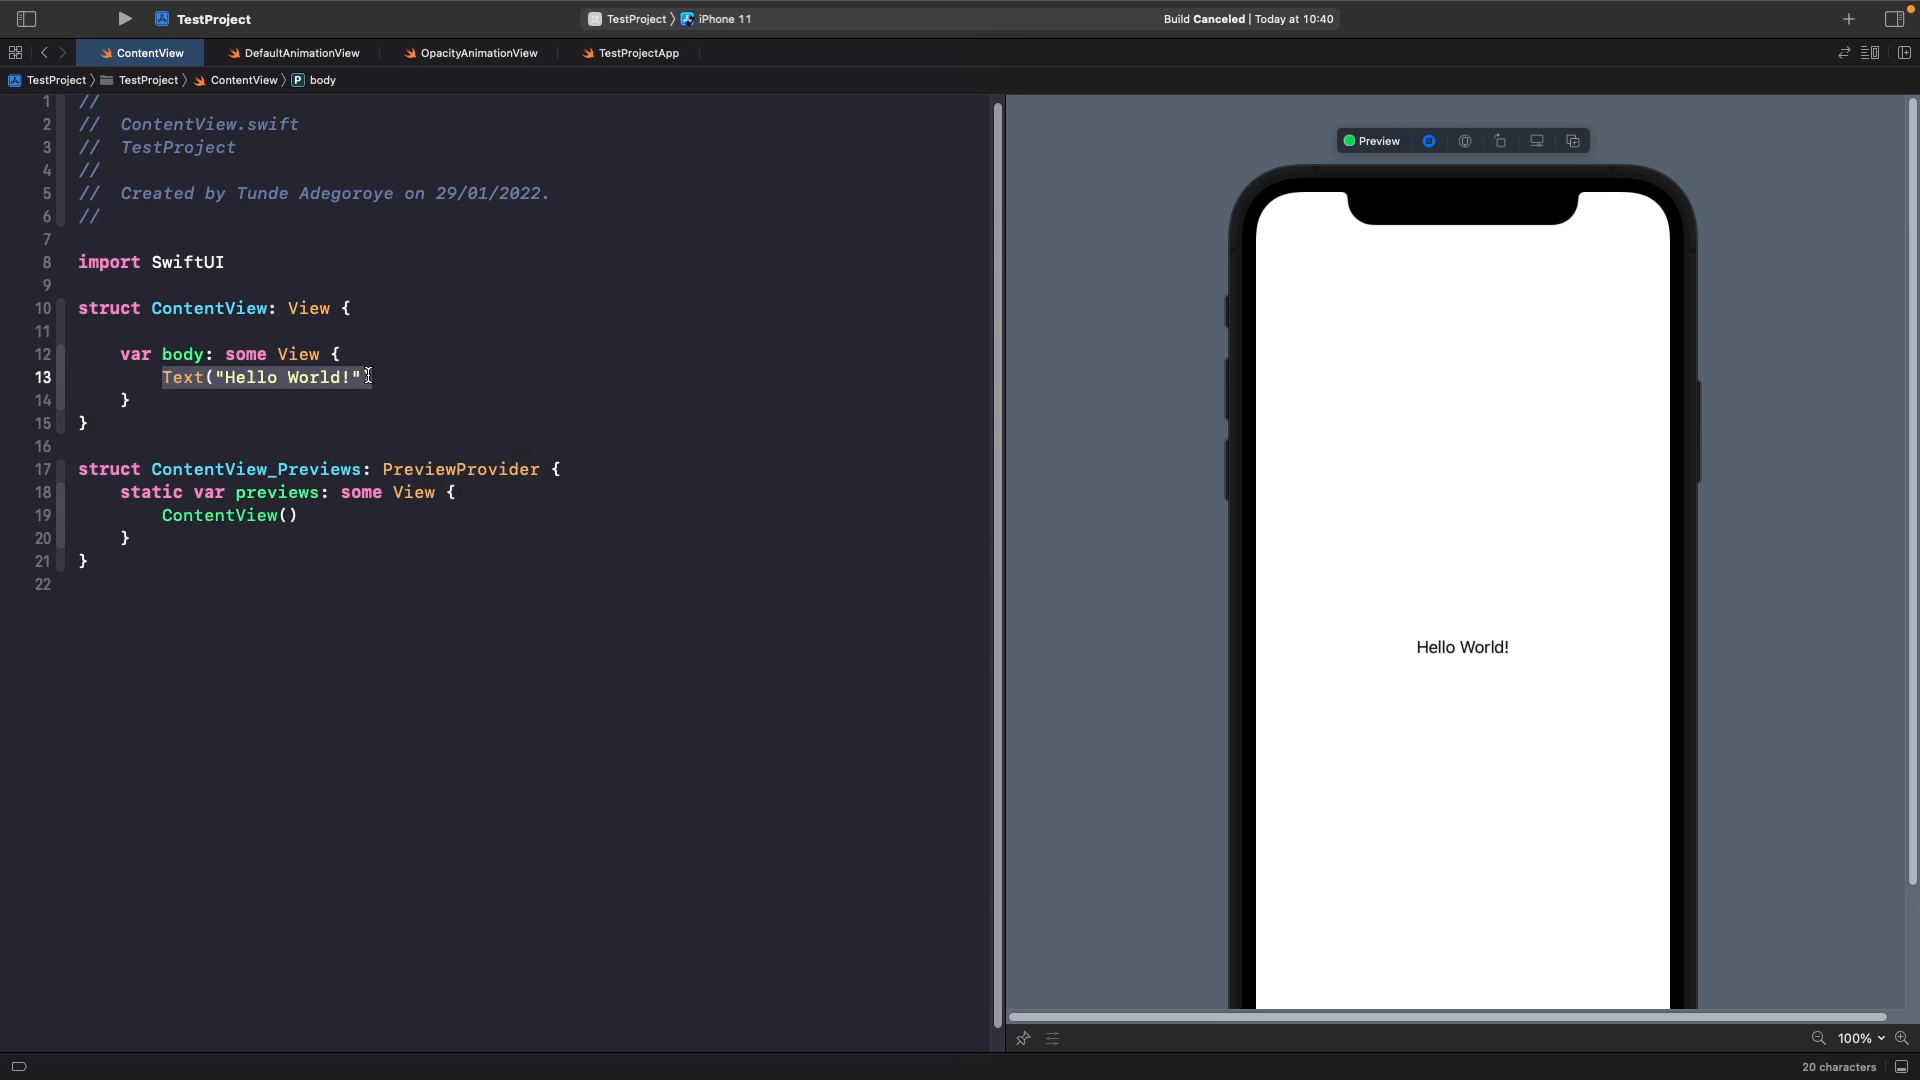 TestProject
TestProject 〉 iPhone 11
Build Canceled | Today at 10:40
ContentView
DefaultAnimationView
OpacityAnimationView
TestProjectApp
TestProject 〉 TestProject 〉 ContentView 〉 P body
1 //
2 // ContentView.swift
3 // TestProject
4 //
5 // Created by Tunde Adegoroye on 29/01/2022.
6 //
7
8 import SwiftUI
9
10 struct ContentView: View {
11
12 var body: some View {
13 Text("Hello World!")
14 }
15 }
16
17 struct ContentView_Previews: PreviewProvider {
18 static var previews: some View {
19 ContentView()
20 }
21 }
22
Preview
Hello World!
100%
20 characters